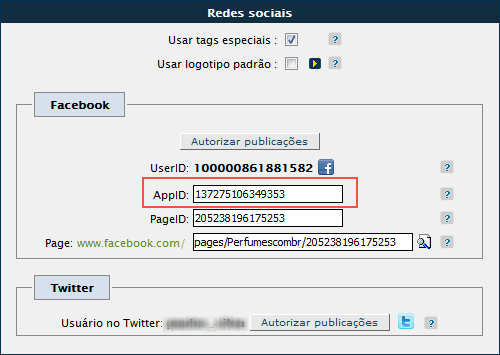 Redes sociais
Usar tags especiais : ?
Usar logotipo padrão : ?
Facebook
Autorizar publicações
UserID: 100000861881582 ?
AppID: 137275106349353 ?
PageID: 205238196175253 ?
Page: www.facebook.com/ pages/Perfumescombr/205238196175253 ?
Twitter
Usuário no Twitter: Autorizar publicações ?